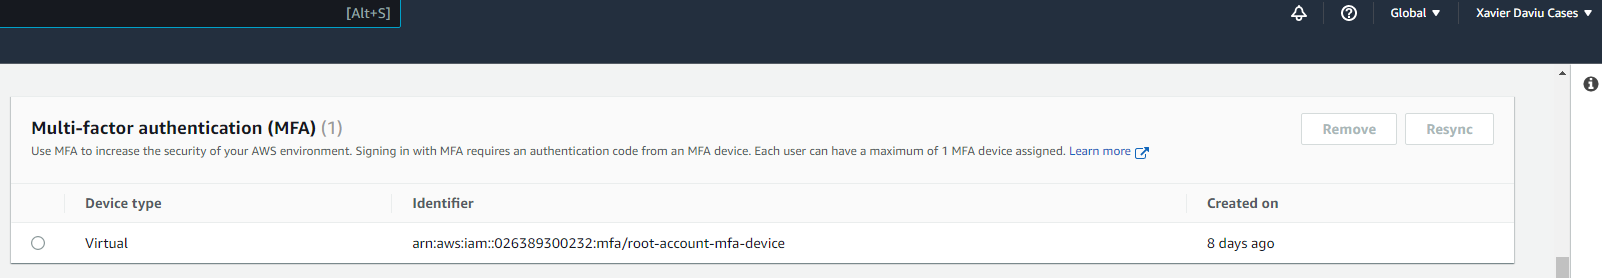 [Alt+S] Global Xavier Daviu Cases
Multi-factor authentication (MFA) (1)
Remove Resync
Use MFA to increase the security of your AWS environment. Signing in with MFA requires an authentication code from an MFA device. Each user can have a maximum of 1 MFA device assigned. Learn more
Device type Identifier Created on
Virtual arn:aws:iam::026389300232:mfa/root-account-mfa-device 8 days ago